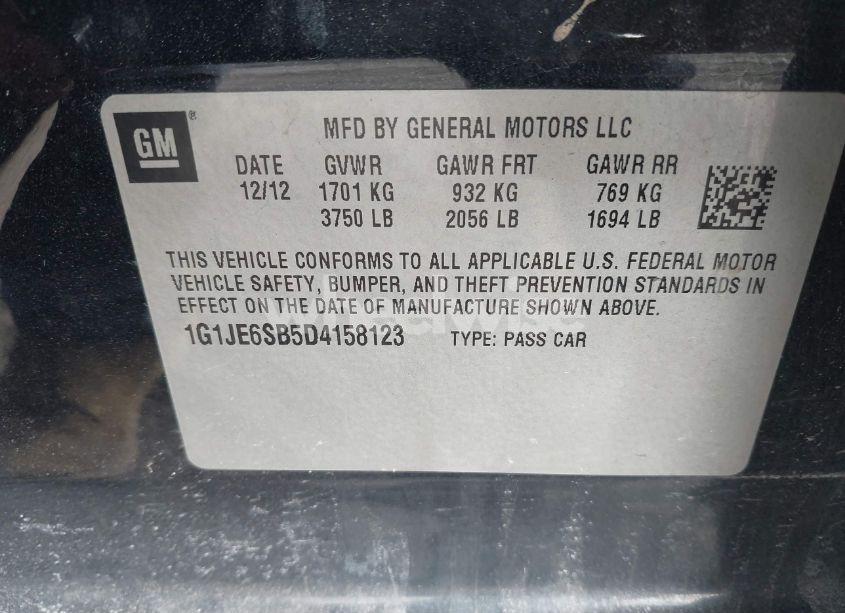 GM ® MFD BY GENERAL MOTORS LLC
DATE GVWR GAWR FRT GAWR RR
12/12 1701 KG 932 KG 769 KG
3750 LB 2056 LB 1694 LB
THIS VEHICLE CONFORMS TO ALL APPLICABLE U.S. FEDERAL MOTOR
VEHICLE SAFETY, BUMPER, AND THEFT PREVENTION STANDARDS IN
EFFECT ON THE DATE OF MANUFACTURE SHOWN ABOVE.
1G1JE6SB5D4158123 TYPE: PASS CAR